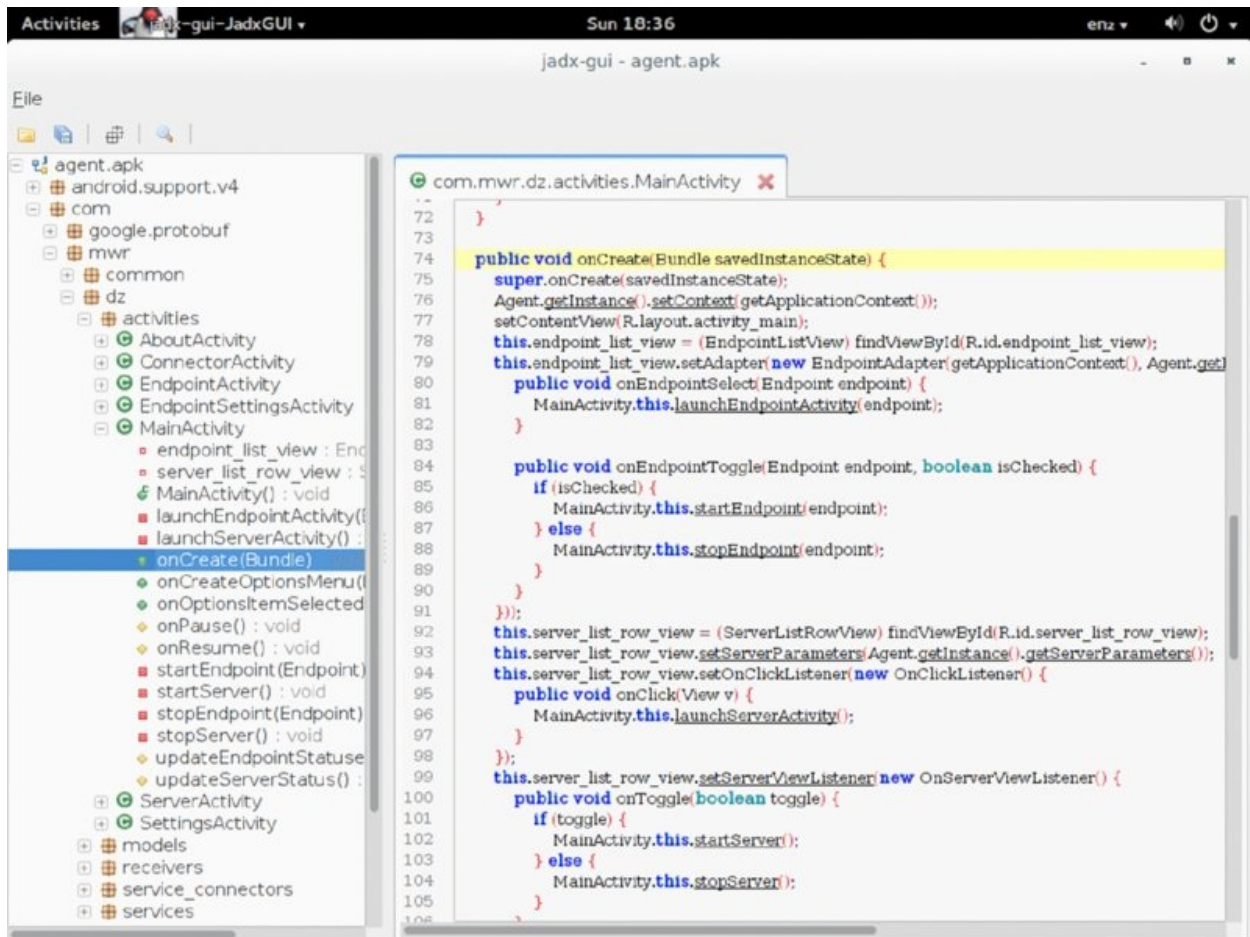 Activities
jadx-gui-JadxGUI
Sun 18:36
en2
jadx-gui - agent.apk
File
agent.apk
android.support.v4
com
google.protobuf
mwr
common
dz
activities
AboutActivity
ConnectorActivity
EndpointActivity
EndpointSettingsActivity
MainActivity
endpoint_list_view : End
server_list_row_view : S
MainActivity() : void
launchEndpointActivity(
launchServerActivity() :
onCreate(Bundle)
onCreateOptionsMenu(
onOptionsItemSelected
onPause() : void
onResume() : void
startEndpoint(Endpoint)
startServer() : void
stopEndpoint(Endpoint)
stopServer() : void
updateEndpointStatuse
updateServerStatus() :
ServerActivity
SettingsActivity
models
receivers
service_connectors
services
com.mwr.dz.activities.MainActivity
72 }
73
74 public void onCreate(Bundle savedInstanceState) {
75 super.onCreate(savedInstanceState);
76 Agent.getInstance().setContext(getApplicationContext());
77 setContentView(R.layout.activity_main);
78 this.endpoint_list_view = (EndpointListView) findViewById(R.id.endpoint_list_view);
79 this.endpoint_list_view.setAdapter(new EndpointAdapter(getApplicationContext(), Agent.getI
80 public void onEndpointSelect(Endpoint endpoint) {
81 MainActivity.this.launchEndpointActivity(endpoint);
82 }
83
84 public void onEndpointToggle(Endpoint endpoint, boolean isChecked) {
85 if (isChecked) {
86 MainActivity.this.startEndpoint(endpoint);
87 } else {
88 MainActivity.this.stopEndpoint(endpoint);
89 }
90 }
91 }));
92 this.server_list_row_view = (ServerListRowView) findViewById(R.id.server_list_row_view);
93 this.server_list_row_view.setServerParameters(Agent.getInstance().getServerParameters());
94 this.server_list_row_view.setOnClickListener(new OnClickListener() {
95 public void onClick(View v) {
96 MainActivity.this.launchServerActivity();
97 }
98 });
99 this.server_list_row_view.setServerViewListener(new OnServerViewListener() {
100 public void onToggle(boolean toggle) {
101 if (toggle) {
102 MainActivity.this.startServer();
103 } else {
104 MainActivity.this.stopServer();
105 }